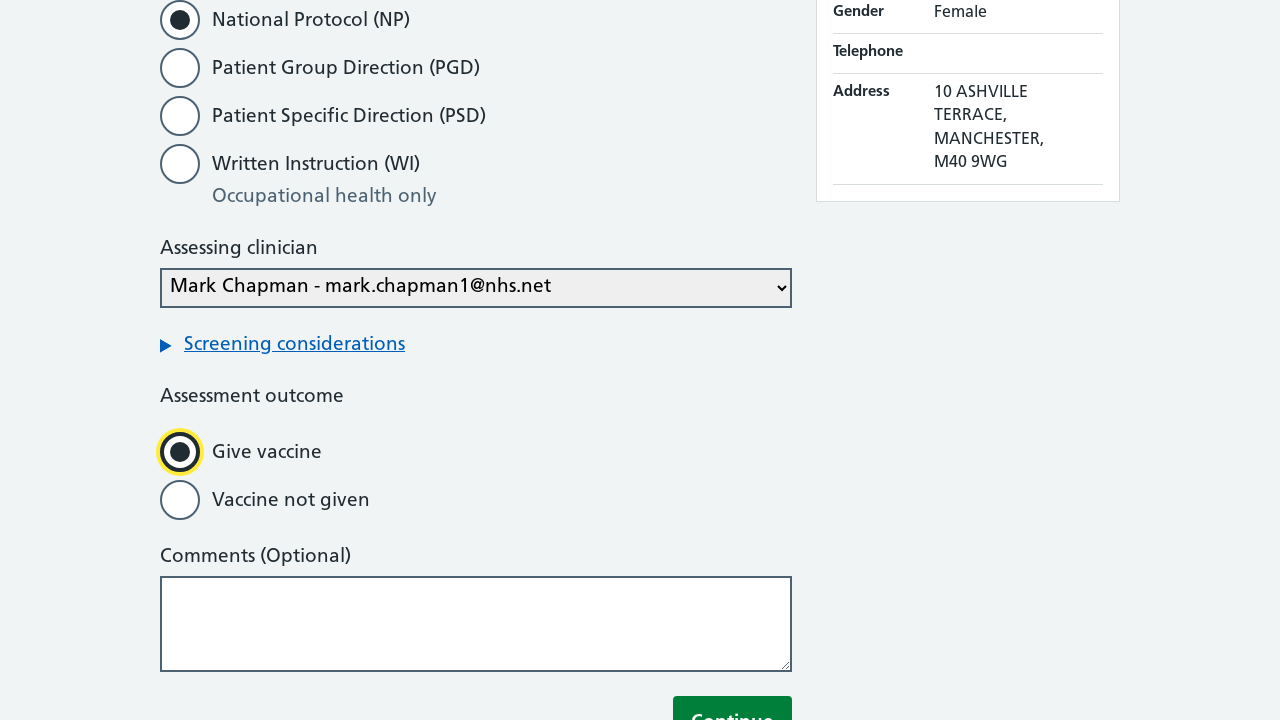 National Protocol (NP)
Patient Group Direction (PGD)
Patient Specific Direction (PSD)
Written Instruction (WI)
Occupational health only
Assessing clinician
Mark Chapman - mark.chapman1@nhs.net
Screening considerations
Assessment outcome
Give vaccine
Vaccine not given
Comments (Optional)
Continue
Gender Female
Telephone
Address 10 ASHVILLE
TERRACE,
MANCHESTER,
M40 9WG